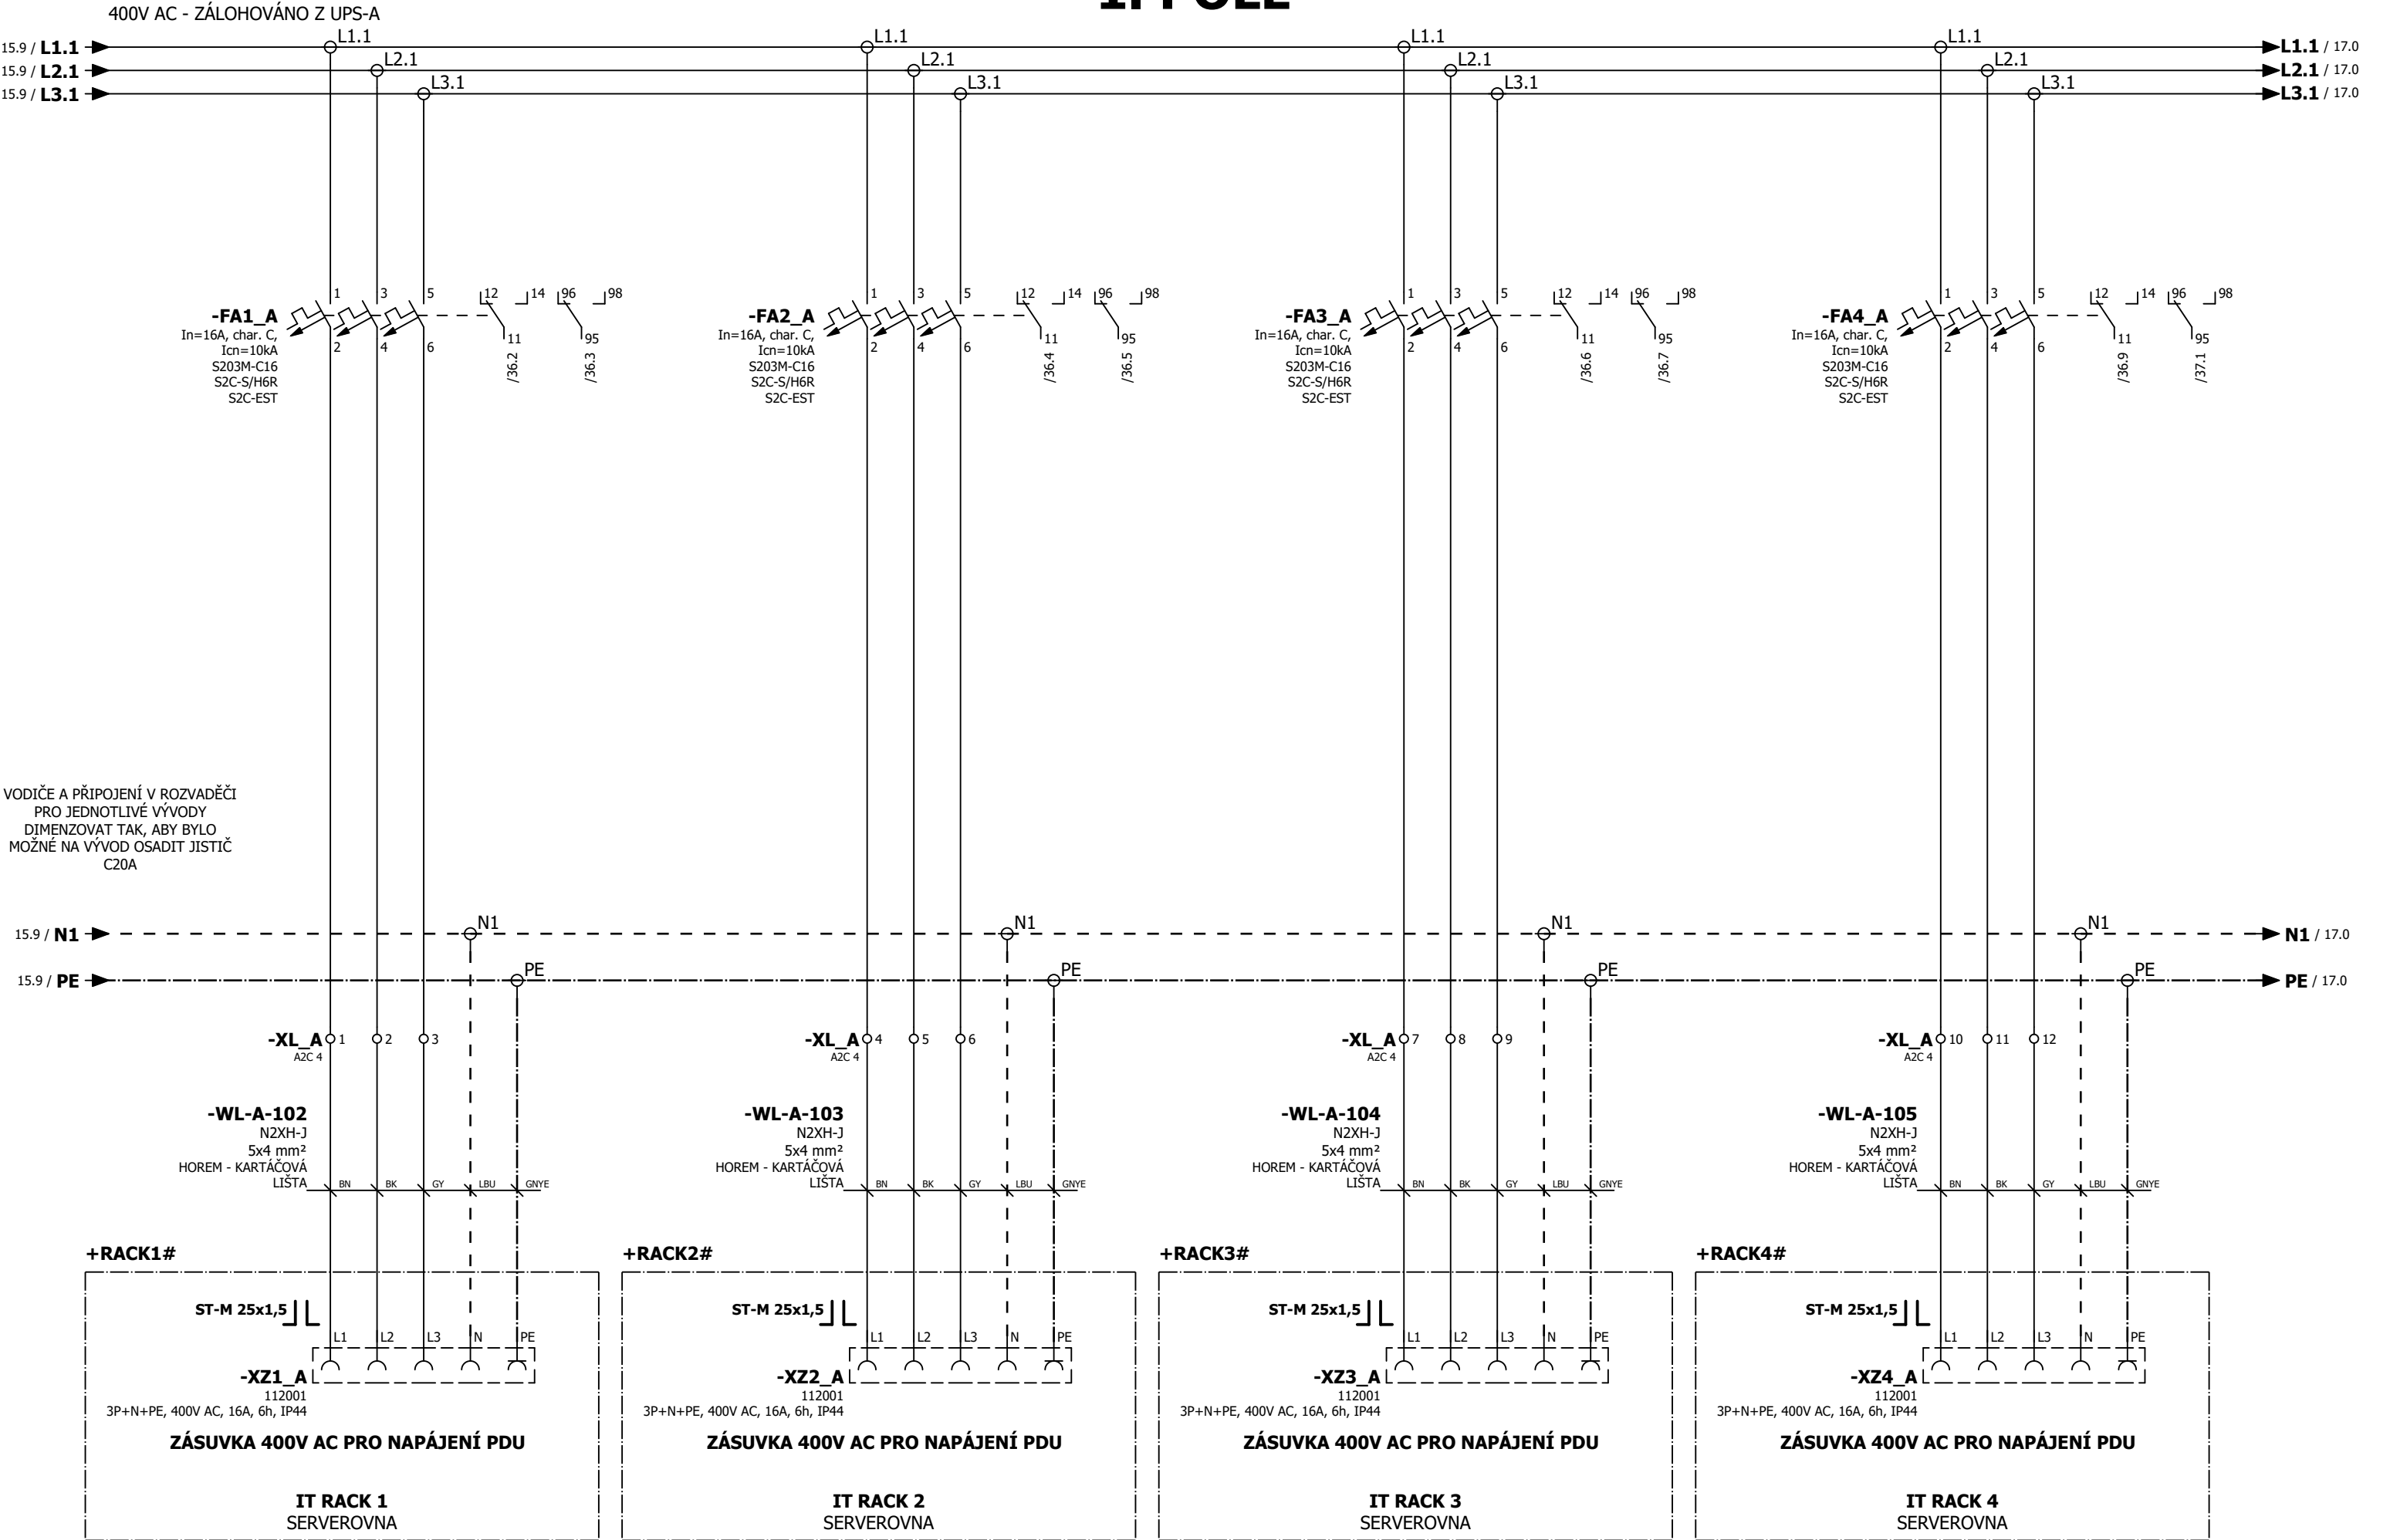 400V AC - ZÁLOHOVÁNO Z UPS-A
15.9 / L1.1 L1.1 L1.1 L1.1 L1.1 L1.1 / 17.0
15.9 / L2.1 L2.1 L2.1 L2.1 L2.1 L2.1 / 17.0
15.9 / L3.1 L3.1 L3.1 L3.1 L3.1 L3.1 / 17.0
-FA1_A
In=16A, char. C,
Icn=10kA
S203M-C16
S2C-S/H6R
S2C-EST
1 3 5 12 14 96 98
2 4 6 11 95
/36.2 /36.3
-FA2_A
In=16A, char. C,
Icn=10kA
S203M-C16
S2C-S/H6R
S2C-EST
1 3 5 12 14 96 98
2 4 6 11 95
/36.4 /36.5
-FA3_A
In=16A, char. C,
Icn=10kA
S203M-C16
S2C-S/H6R
S2C-EST
1 3 5 12 14 96 98
2 4 6 11 95
/36.6 /36.7
-FA4_A
In=16A, char. C,
Icn=10kA
S203M-C16
S2C-S/H6R
S2C-EST
1 3 5 12 14 96 98
2 4 6 11 95
/36.9 /37.1
VODIČE A PŘIPOJENÍ V ROZVADĚČI
PRO JEDNOTLIVÉ VÝVODY
DIMENZOVAT TAK, ABY BYLO
MOŽNÉ NA VÝVOD OSADIT JISTIČ
C20A
15.9 / N1 N1 N1 N1 N1 N1 / 17.0
15.9 / PE PE PE PE PE PE / 17.0
-XL_A 1 2 3
A2C 4
-XL_A 4 5 6
A2C 4
-XL_A 7 8 9
A2C 4
-XL_A 10 11 12
A2C 4
-WL-A-102
N2XH-J
5x4 mm²
HOREM - KARTÁČOVÁ
LIŠTA BN BK GY LBU GNYE
-WL-A-103
N2XH-J
5x4 mm²
HOREM - KARTÁČOVÁ
LIŠTA BN BK GY LBU GNYE
-WL-A-104
N2XH-J
5x4 mm²
HOREM - KARTÁČOVÁ
LIŠTA BN BK GY LBU GNYE
-WL-A-105
N2XH-J
5x4 mm²
HOREM - KARTÁČOVÁ
LIŠTA BN BK GY LBU GNYE
+RACK1#
ST-M 25x1,5
L1 L2 L3 N PE
-XZ1_A
112001
3P+N+PE, 400V AC, 16A, 6h, IP44
ZÁSUVKA 400V AC PRO NAPÁJENÍ PDU
IT RACK 1
SERVEROVNA
+RACK2#
ST-M 25x1,5
L1 L2 L3 N PE
-XZ2_A
112001
3P+N+PE, 400V AC, 16A, 6h, IP44
ZÁSUVKA 400V AC PRO NAPÁJENÍ PDU
IT RACK 2
SERVEROVNA
+RACK3#
ST-M 25x1,5
L1 L2 L3 N PE
-XZ3_A
112001
3P+N+PE, 400V AC, 16A, 6h, IP44
ZÁSUVKA 400V AC PRO NAPÁJENÍ PDU
IT RACK 3
SERVEROVNA
+RACK4#
ST-M 25x1,5
L1 L2 L3 N PE
-XZ4_A
112001
3P+N+PE, 400V AC, 16A, 6h, IP44
ZÁSUVKA 400V AC PRO NAPÁJENÍ PDU
IT RACK 4
SERVEROVNA